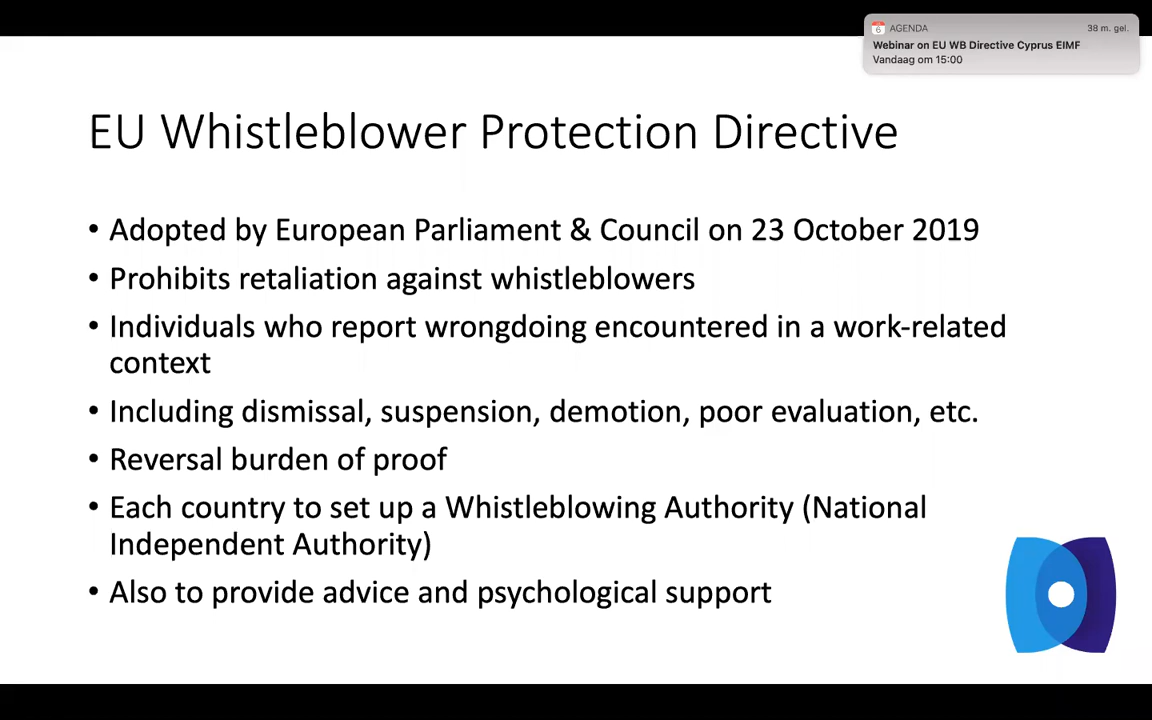 AGENDA
38 m. gel.
Webinar on EU WB Directive Cyprus EIMF
Vandaag om 15:00
EU Whistleblower Protection Directive
• Adopted by European Parliament & Council on 23 October 2019
• Prohibits retaliation against whistleblowers
• Individuals who report wrongdoing encountered in a work-related
context
• Including dismissal, suspension, demotion, poor evaluation, etc.
• Reversal burden of proof
• Each country to set up a Whistleblowing Authority (National
Independent Authority)
• Also to provide advice and psychological support